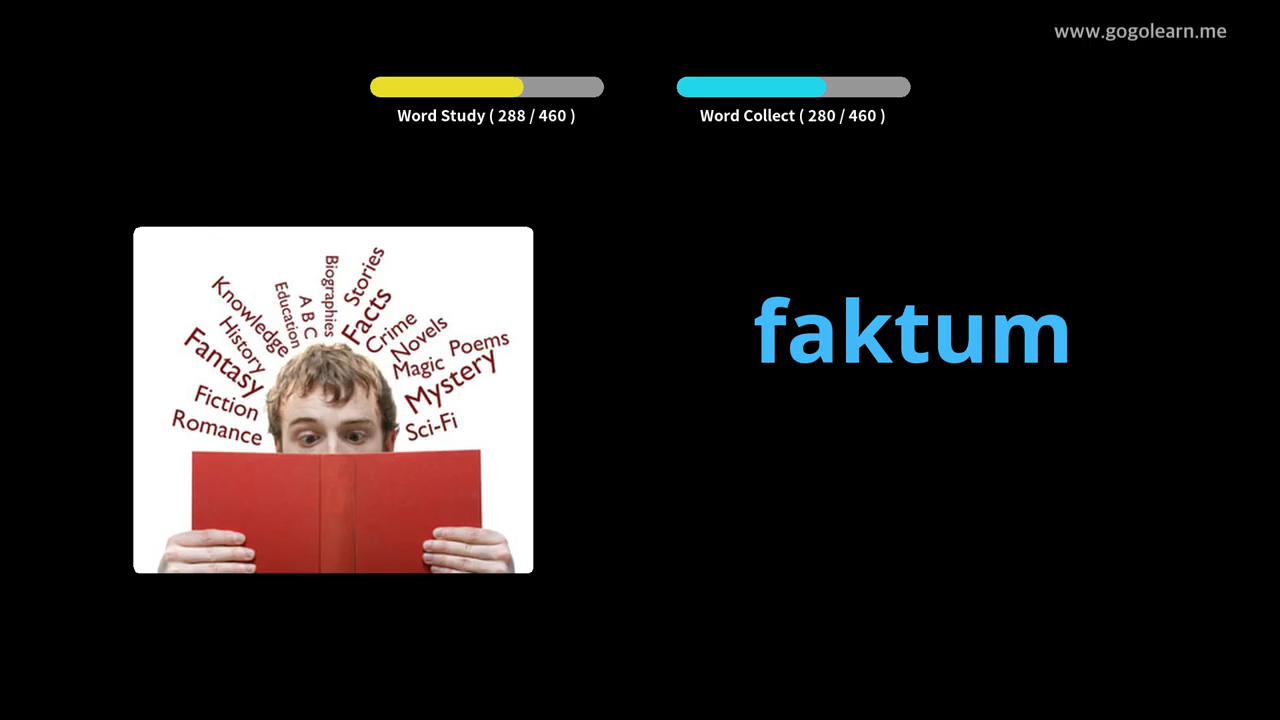 www.gogolearn.me
Word Study ( 288 / 460 )
Word Collect ( 280 / 460 )
faktum
Romance
Fiction
Fantasy
History
Knowledge
Education
A B C
Biographies
Stories
Facts
Crime
Novels
Poems
Magic
Mystery
Sci-Fi